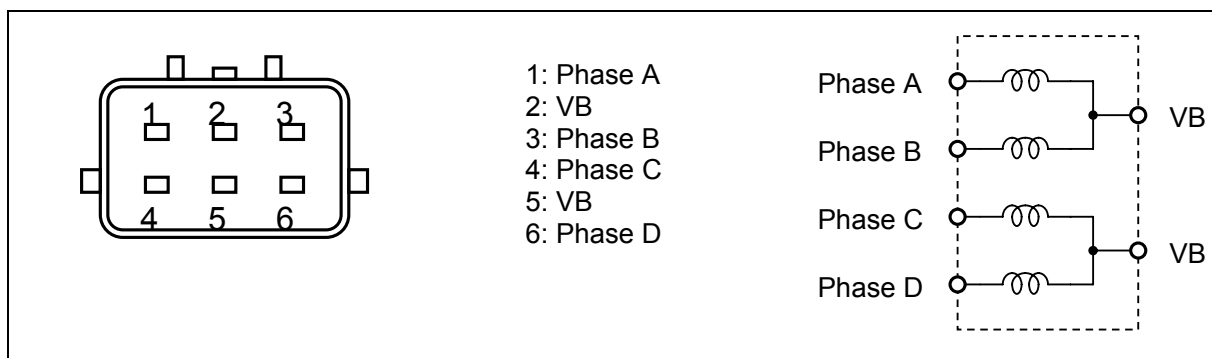 1 2 3
4 5 6
1: Phase A
2: VB
3: Phase B
4: Phase C
5: VB
6: Phase D
Phase A
VB
Phase B
Phase C
VB
Phase D